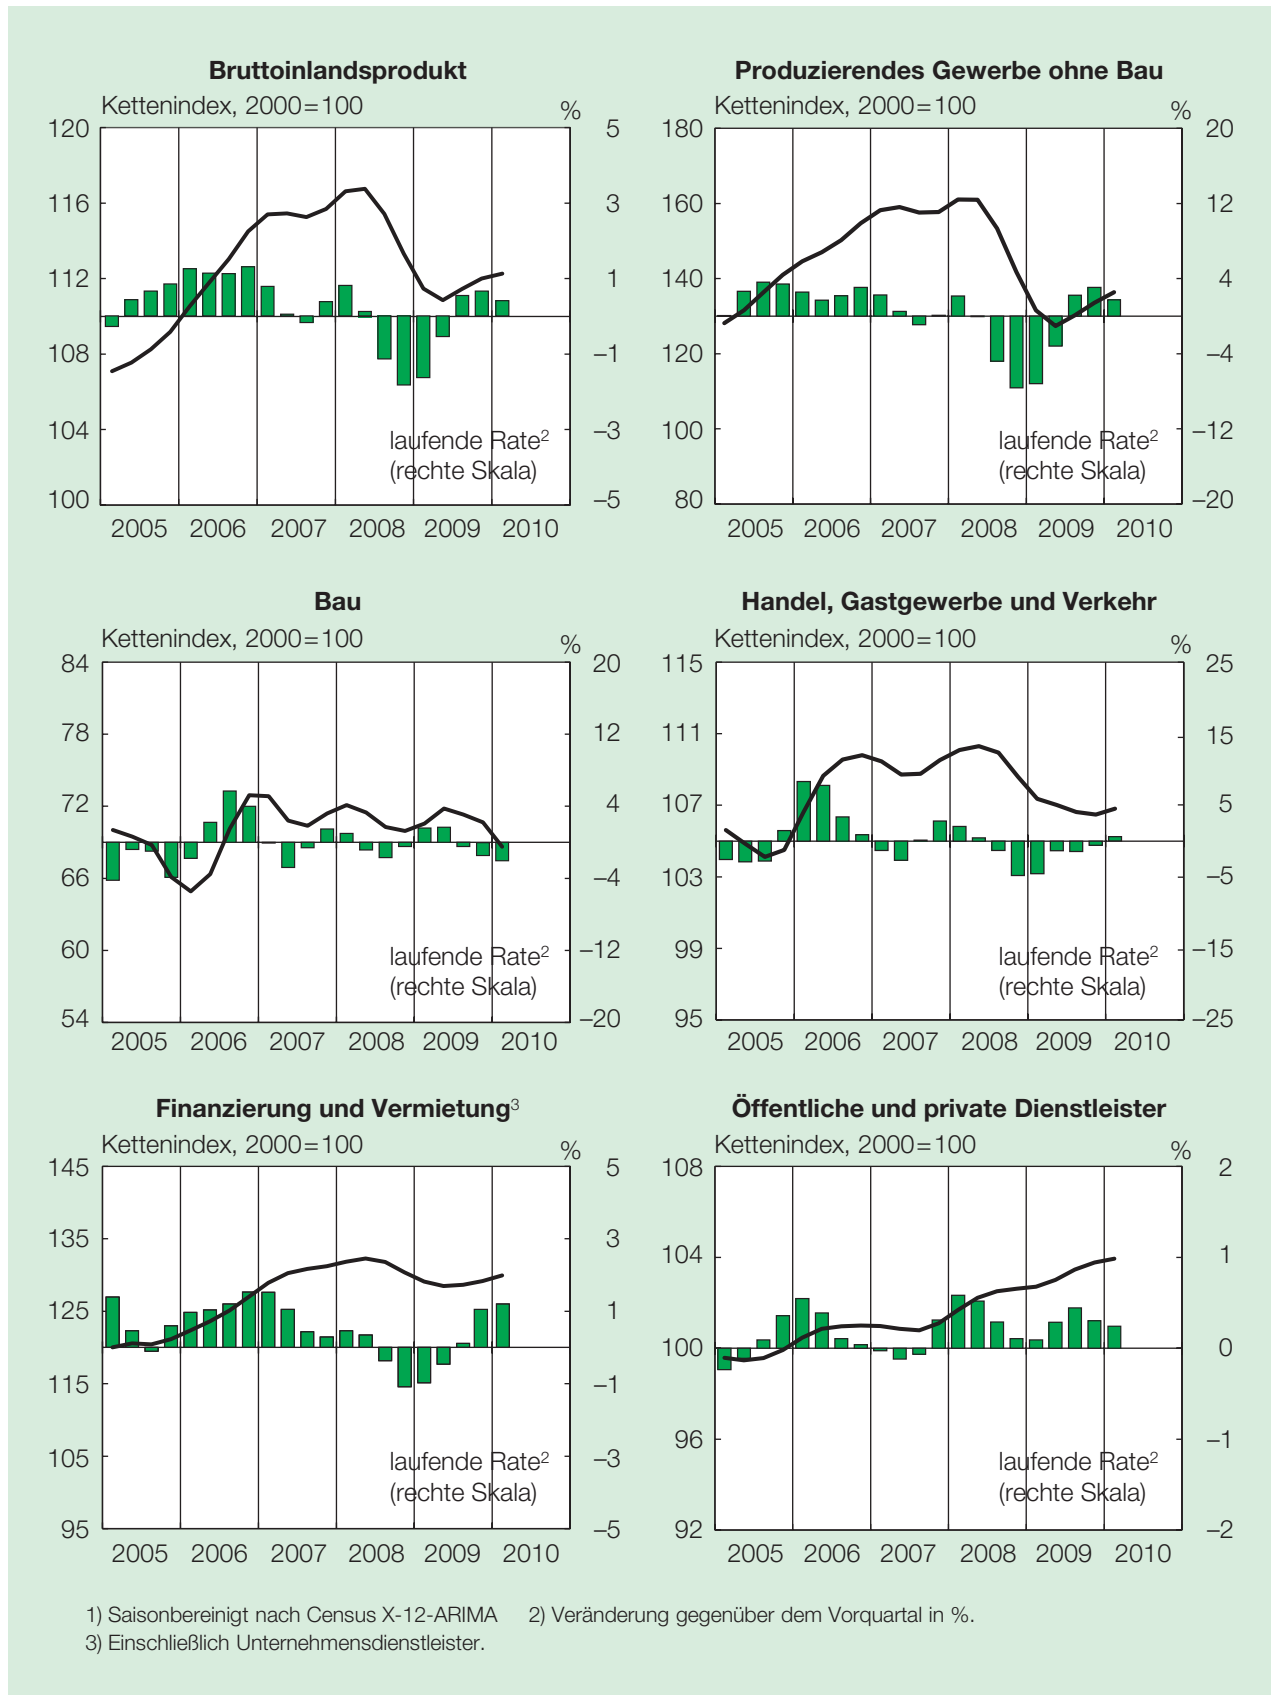 Bruttoinlandsprodukt
Kettenindex, 2000=100
%
120
116
112
108
104
100
5
3
1
–1
–3
–5
laufende Rate²
(rechte Skala)
2005 2006 2007 2008 2009 2010
Produzierendes Gewerbe ohne Bau
Kettenindex, 2000=100
%
180
160
140
120
100
80
20
12
4
–4
–12
–20
laufende Rate²
(rechte Skala)
2005 2006 2007 2008 2009 2010
Bau
Kettenindex, 2000=100
%
84
78
72
66
60
54
20
12
4
–4
–12
–20
laufende Rate²
(rechte Skala)
2005 2006 2007 2008 2009 2010
Handel, Gastgewerbe und Verkehr
Kettenindex, 2000=100
%
115
111
107
103
99
95
25
15
5
–5
–15
–25
laufende Rate²
(rechte Skala)
2005 2006 2007 2008 2009 2010
Finanzierung und Vermietung³
Kettenindex, 2000=100
%
145
135
125
115
105
95
5
3
1
–1
–3
–5
laufende Rate²
(rechte Skala)
2005 2006 2007 2008 2009 2010
Öffentliche und private Dienstleister
Kettenindex, 2000=100
%
108
104
100
96
92
2
1
0
–1
–2
laufende Rate²
(rechte Skala)
2005 2006 2007 2008 2009 2010
1) Saisonbereinigt nach Census X-12-ARIMA 2) Veränderung gegenüber dem Vorquartal in %.
3) Einschließlich Unternehmensdienstleister.